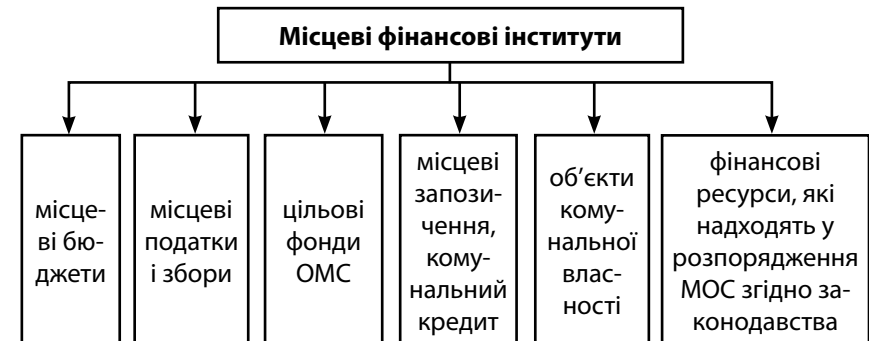 Місцеві фінансові інститути
місце-
ві бю-
джети
місцеві
податки
і збори
цільові
фонди
ОМС
місцеві
запози-
чення,
кому-
нальний
кредит
об’єкти
кому-
нальної
влас-
ності
фінансові
ресурси, які
надходять у
розпорядження
МОС згідно за-
конодавства